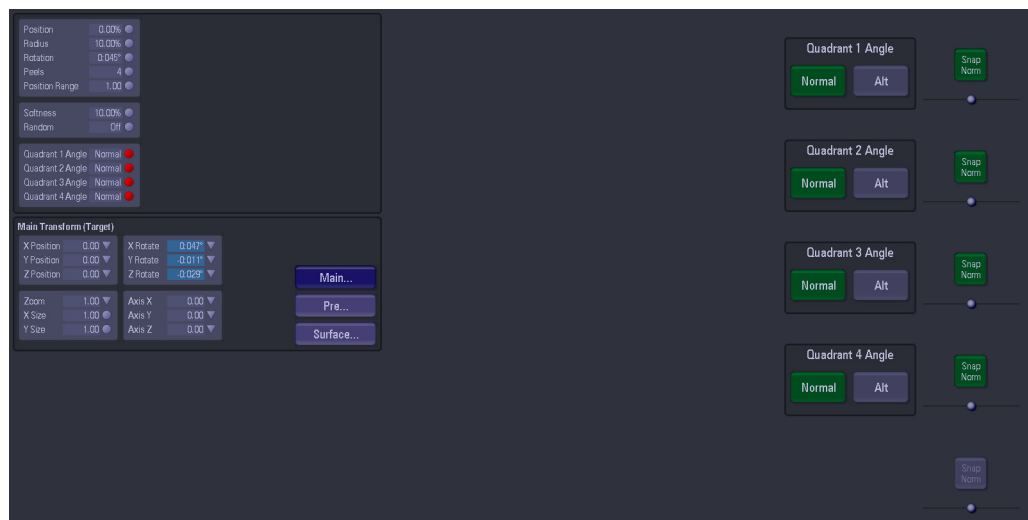 Position 0.00%
Radius 10.00%
Rotation 0:045°
Peels 4
Position Range 1.00
Softness 10.00%
Random Off
Quadrant 1 Angle Normal
Quadrant 2 Angle Normal
Quadrant 3 Angle Normal
Quadrant 4 Angle Normal
Main Transform (Target)
X Position 0.00 X Rotate 0:047°
Y Position 0.00 Y Rotate -0:011°
Z Position 0.00 Z Rotate -0:029°
Zoom 1.00 Axis X 0.00
X Size 1.00 Axis Y 0.00
Y Size 1.00 Axis Z 0.00
Main...
Pre...
Surface...
Quadrant 1 Angle
Normal Alt
Snap
Norm
Quadrant 2 Angle
Normal Alt
Snap
Norm
Quadrant 3 Angle
Normal Alt
Snap
Norm
Quadrant 4 Angle
Normal Alt
Snap
Norm
Snap
Norm